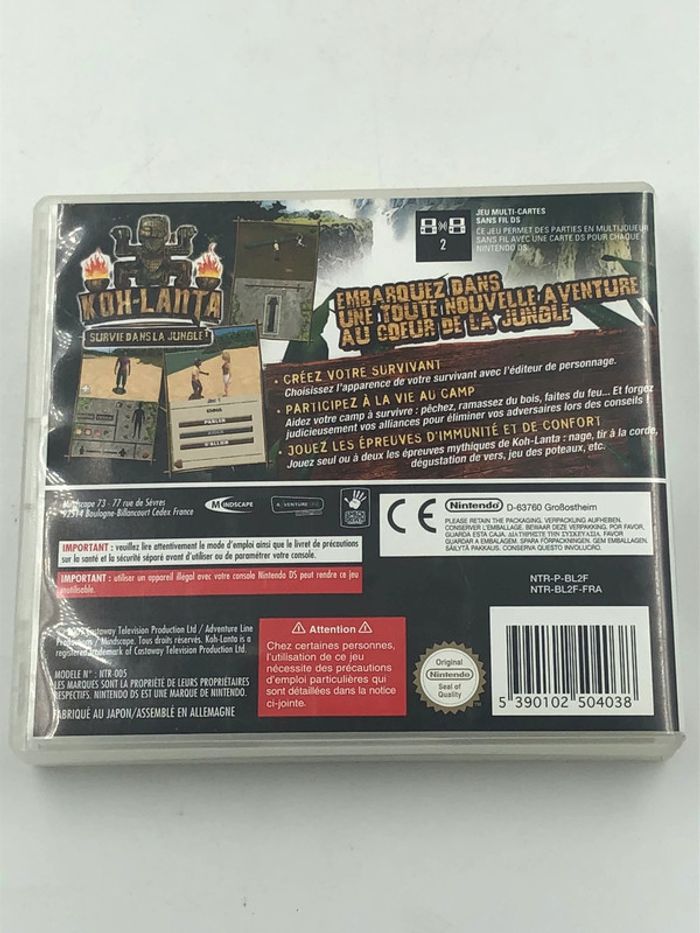 JEU MULTI-CARTES
SANS FIL DS
CE JEU PERMET DES PARTIES EN MULTIJOUEUR
SANS FIL AVEC UNE CARTE DS POUR CHAQUE
NINTENDO DS
2
KOH-LANTA
SURVIE DANS LA JUNGLE !
EMBARQUEZ DANS
UNE TOUTE NOUVELLE AVENTURE
AU COEUR DE LA JUNGLE
• CRÉEZ VOTRE SURVIVANT
Choisissez l'apparence de votre survivant avec l'éditeur de personnage.
• PARTICIPEZ À LA VIE AU CAMP
Aidez votre camp à survivre : pêchez, ramassez du bois, faites du feu... Et forgez
judicieusement vos alliances pour éliminer vos adversaires lors des conseils !
• JOUEZ LES ÉPREUVES D'IMMUNITÉ ET DE CONFORT
Jouez seul ou à deux les épreuves mythiques de Koh-Lanta : nage, tir à la corde,
dégustation de vers, jeu des poteaux, etc.
PARLER
S'ALLIER
Mindscape 73 - 77 rue de Sèvres
92514 Boulogne-Billancourt Cedex France
MINDSCAPE
ADVENTURE LINE
CE
Nintendo
D-63760 Großostheim
PLEASE RETAIN THE PACKAGING. VERPACKUNG AUFHEBEN.
CONSERVER L'EMBALLAGE. BEWAAR DEZE VERPAKKING.
GUARDA ESTA CAJA. ΔΙΑΤΗΡΗΣΤΕ ΤΗΝ ΣΥΣΚΕΥΑΣΙΑ. FAVOR
GUARDAR A EMBALAGEM. SPARA FÖRPACKNINGEN. GEM EMBALLAGEN.
SÄILYTÄ PAKKAUS. CONSERVA QUESTO INVOLUCRO.
IMPORTANT : veuillez lire attentivement le mode d'emploi ainsi que le livret de précautions
sur la santé et la sécurité séparé avant d'utiliser ou de paramétrer votre console.
IMPORTANT : utiliser un appareil illégal avec votre console Nintendo DS peut rendre ce jeu
inutilisable.
NTR-P-BL2F
NTR-BL2F-FRA
© 2009 Castaway Television Production Ltd / Adventure Line
Productions / Mindscape. Tous droits réservés. Koh-Lanta is a
registered trademark of Castaway Television Production Ltd.
MODELE N° : NTR-005
LES MARQUES SONT LA PROPRIÉTÉ DE LEURS PROPRIÉTAIRES
RESPECTIFS. NINTENDO DS EST UNE MARQUE DE NINTENDO.
FABRIQUÉ AU JAPON/ASSEMBLÉ EN ALLEMAGNE
Attention
Chez certaines personnes,
l'utilisation de ce jeu
nécessite des précautions
d'emploi particulières qui
sont détaillées dans la notice
ci-jointe.
Original
Nintendo
Seal of
Quality
TM
5 390102 504038